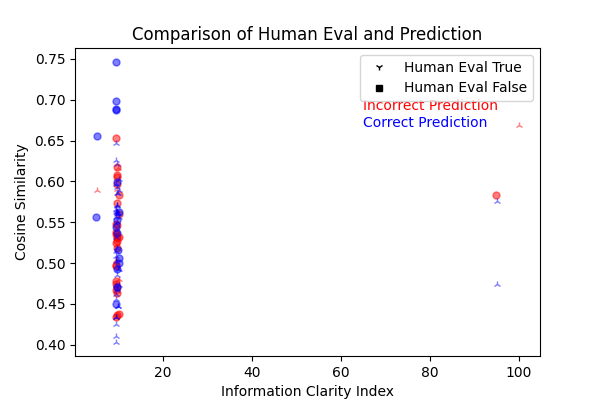 Comparison of Human Eval and Prediction
Human Eval True
Human Eval False
Incorrect Prediction
Correct Prediction
0.75
0.70
0.65
0.60
0.55
0.50
0.45
0.40
Cosine Similarity
20
40
60
80
100
Information Clarity Index